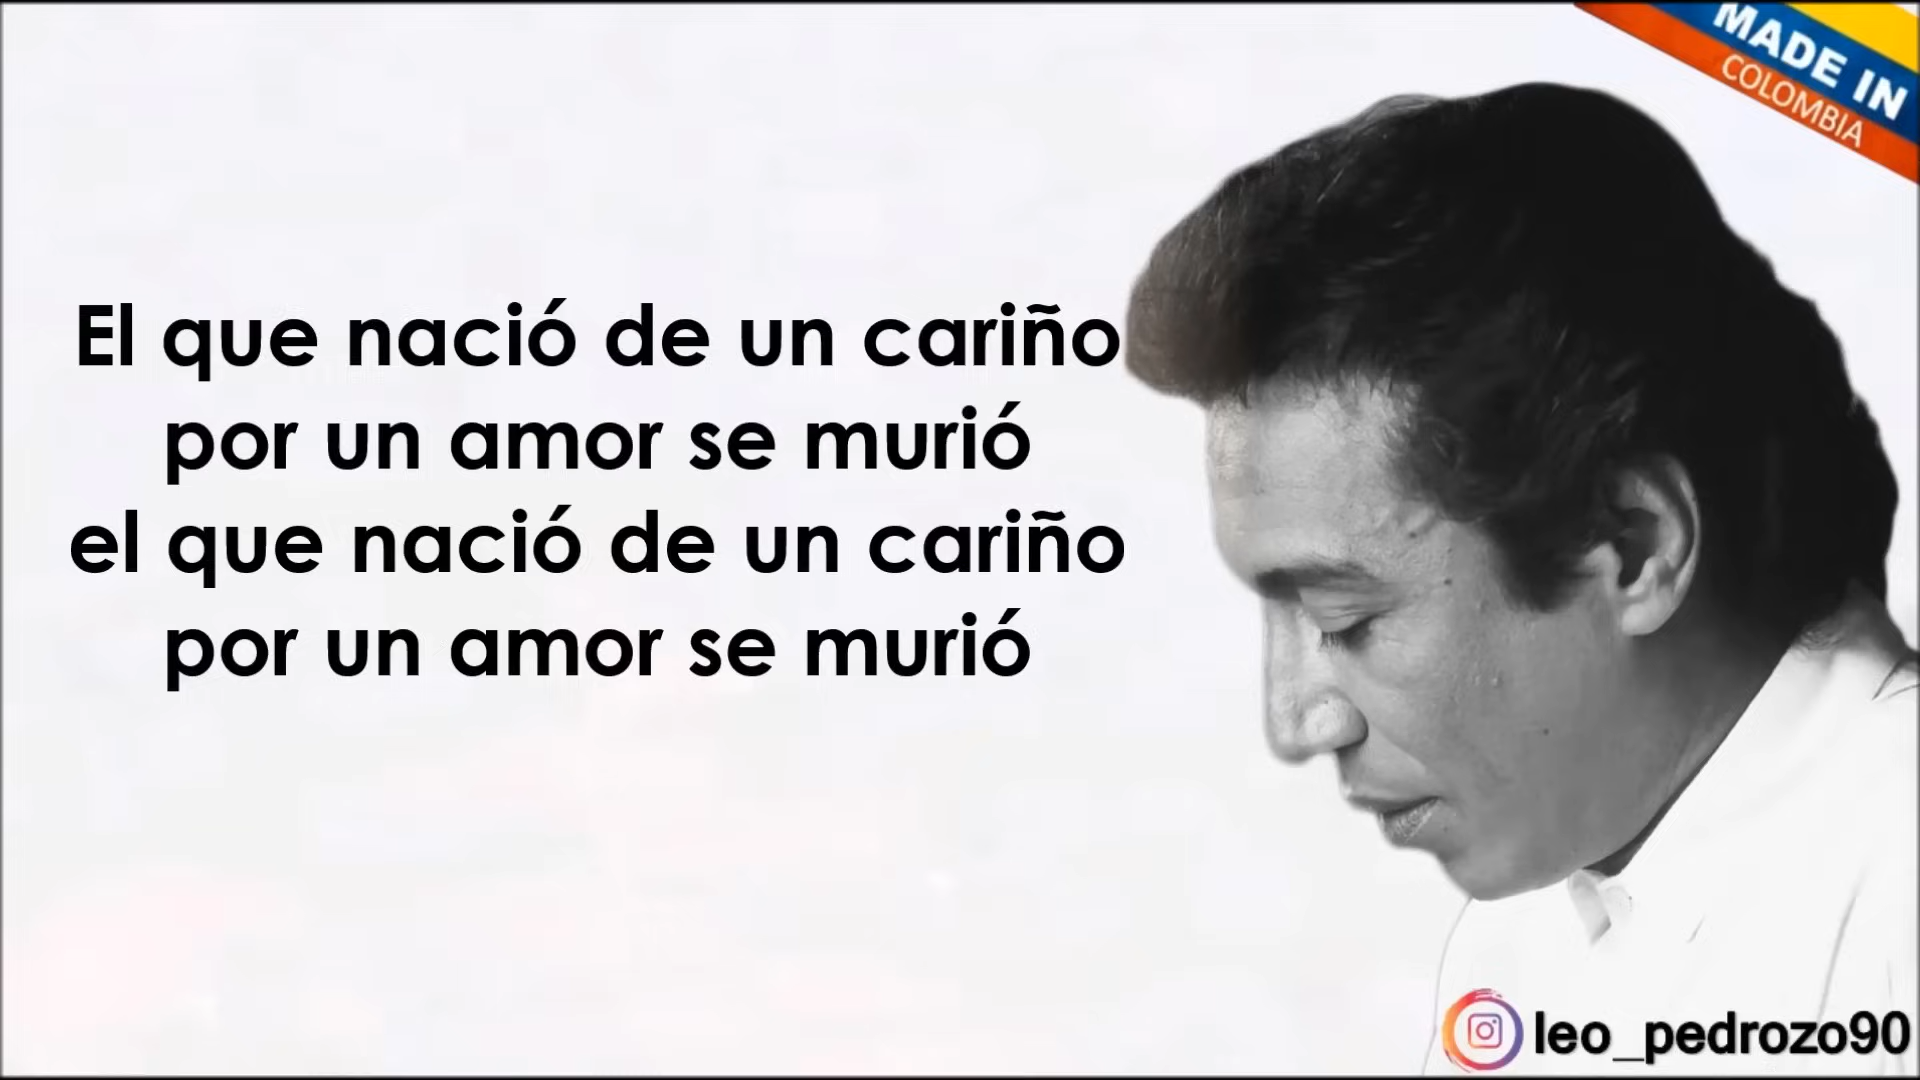 MADE IN
COLOMBIA
El que nació de un cariño
por un amor se murió
el que nació de un cariño
por un amor se murió
leo_pedrozo90